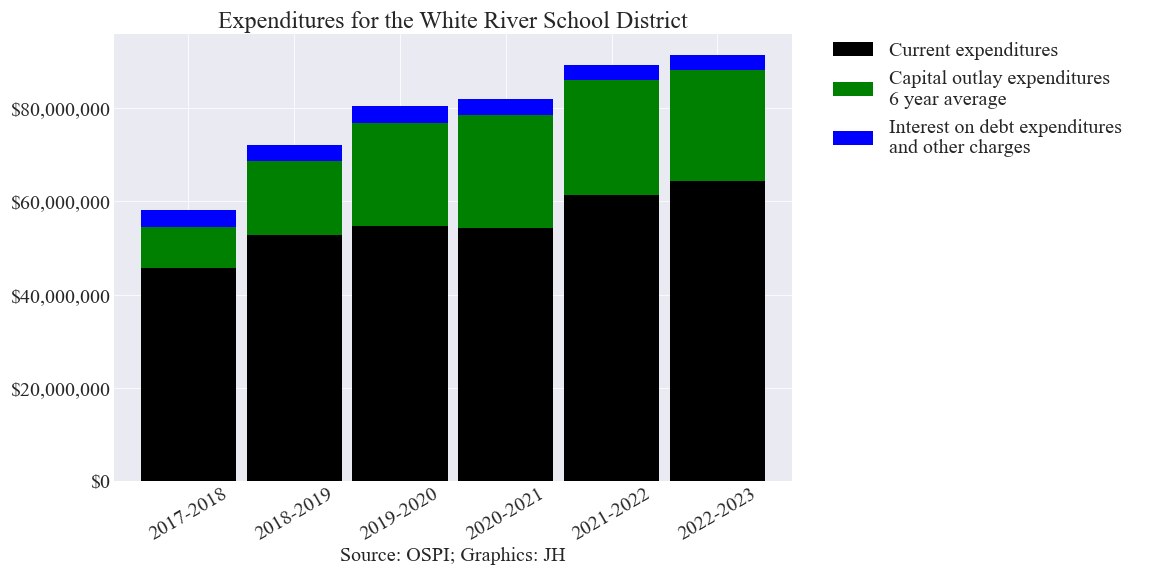 Expenditures for the White River School District
Current expenditures
Capital outlay expenditures
6 year average
Interest on debt expenditures
and other charges
$80,000,000
$60,000,000
$40,000,000
$20,000,000
$0
2017-2018
2018-2019
2019-2020
2020-2021
2021-2022
2022-2023
Source: OSPI; Graphics: JH